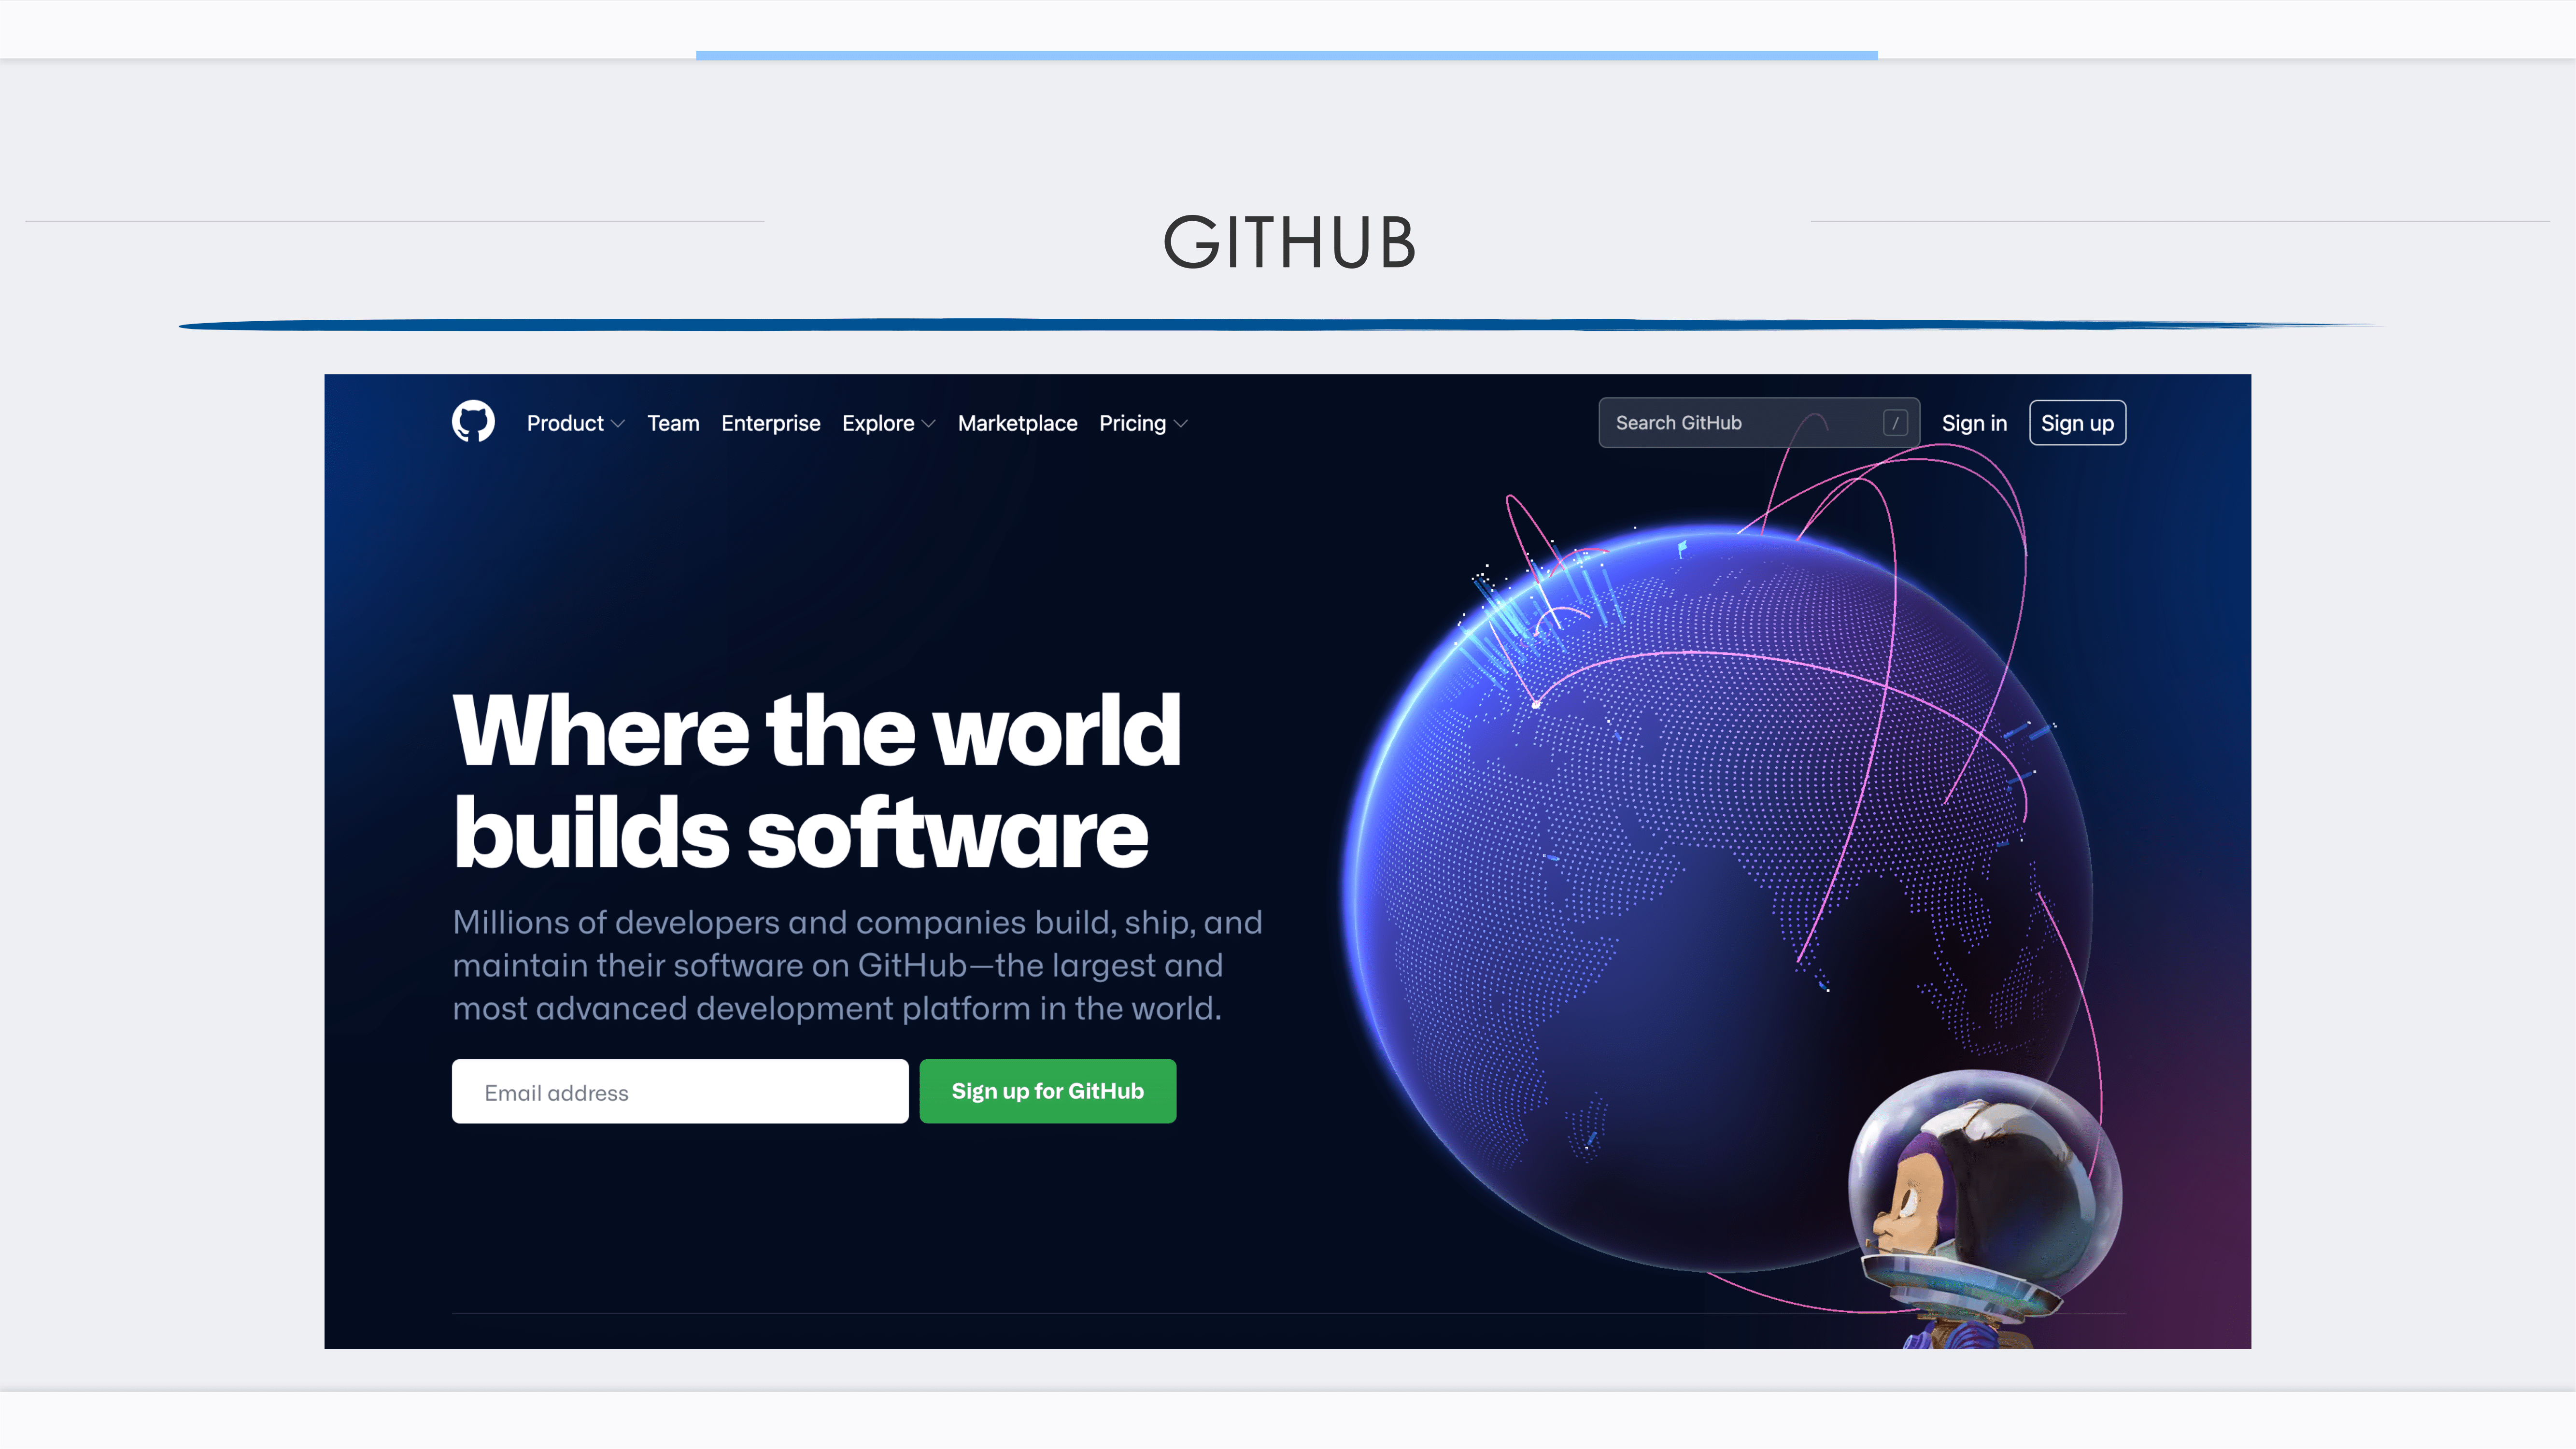 GITHUB
Product Team Enterprise Explore Marketplace Pricing Search GitHub / Sign in Sign up
Where the world
builds software
Millions of developers and companies build, ship, and
maintain their software on GitHub—the largest and
most advanced development platform in the world.
Email address Sign up for GitHub